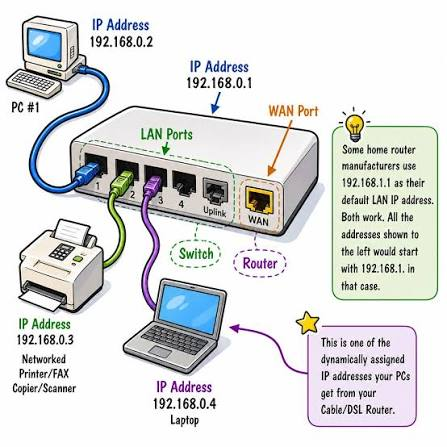 IP Address
192.168.0.2
PC #1
IP Address
192.168.0.1
WAN Port
LAN Ports
1
2
3
4
Uplink
WAN
Switch
Router
Some home router
manufacturers use
192.168.1.1 as their
default LAN IP address.
Both work. All the
addresses shown to
the left would start
with 192.168.1. in
that case.
IP Address
192.168.0.3
Networked
Printer/FAX
Copier/Scanner
IP Address
192.168.0.4
Laptop
This is one of the
dynamically assigned
IP addresses your PCs
get from your
Cable/DSL Router.